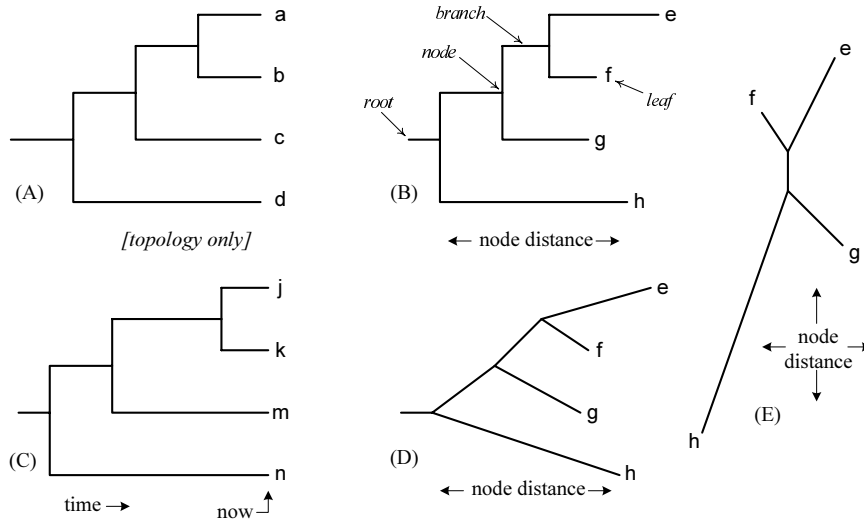 a
b
c
d
(A)
[topology only]
root
node
branch
leaf
e
f
g
h
(B)
node distance
j
k
m
n
(C)
time
now
e
f
g
h
(D)
node distance
e
f
g
h
node
distance
(E)